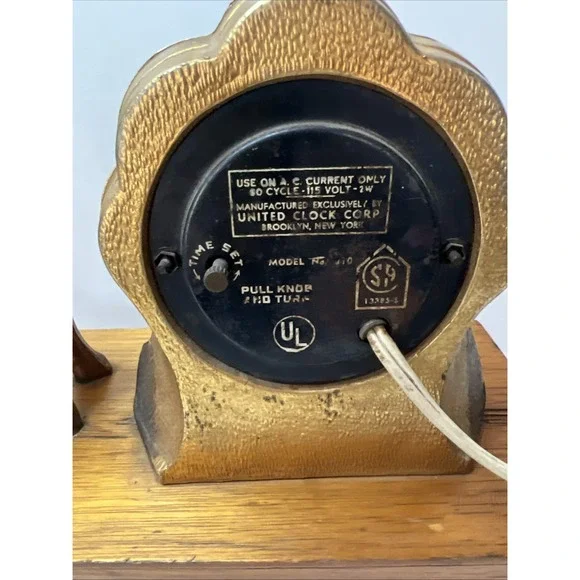 USE ON A.C. CURRENT ONLY
60 CYCLE - 115 VOLT - 2W
MANUFACTURED EXCLUSIVELY BY
UNITED CLOCK CORP
BROOKLYN, NEW YORK
TIME SET
MODEL No.
PULL KNOB
AND TURN
UL